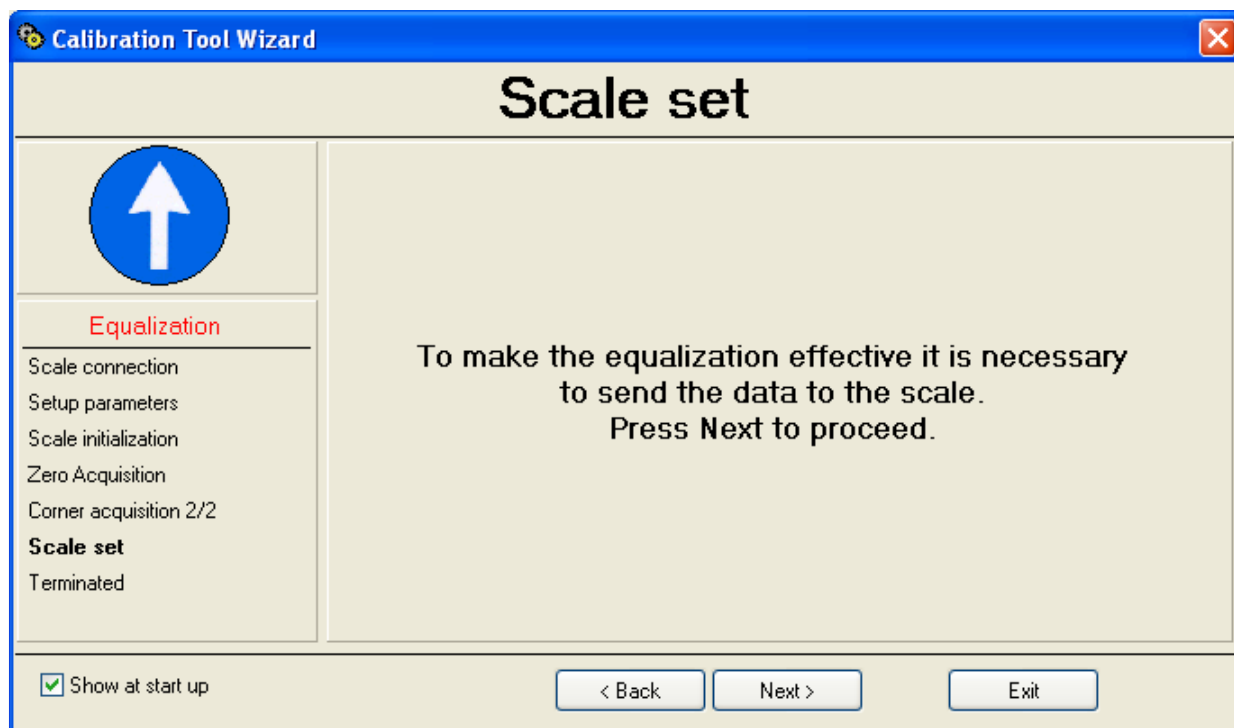 Calibration Tool Wizard
Scale set
Equalization
Scale connection
Setup parameters
Scale initialization
Zero Acquisition
Corner acquisition 2/2
Scale set
Terminated
To make the equalization effective it is necessary
to send the data to the scale.
Press Next to proceed.
Show at start up
< Back
Next >
Exit